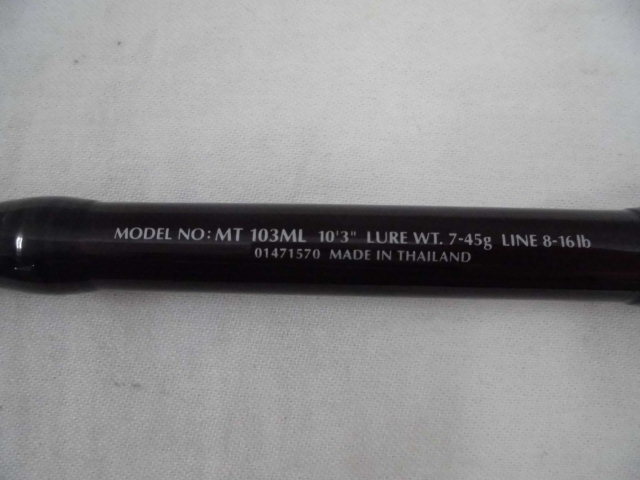 MODEL NO: MT 103ML 10'3" LURE WT. 7-45g LINE 8-16lb
01471570 MADE IN THAILAND